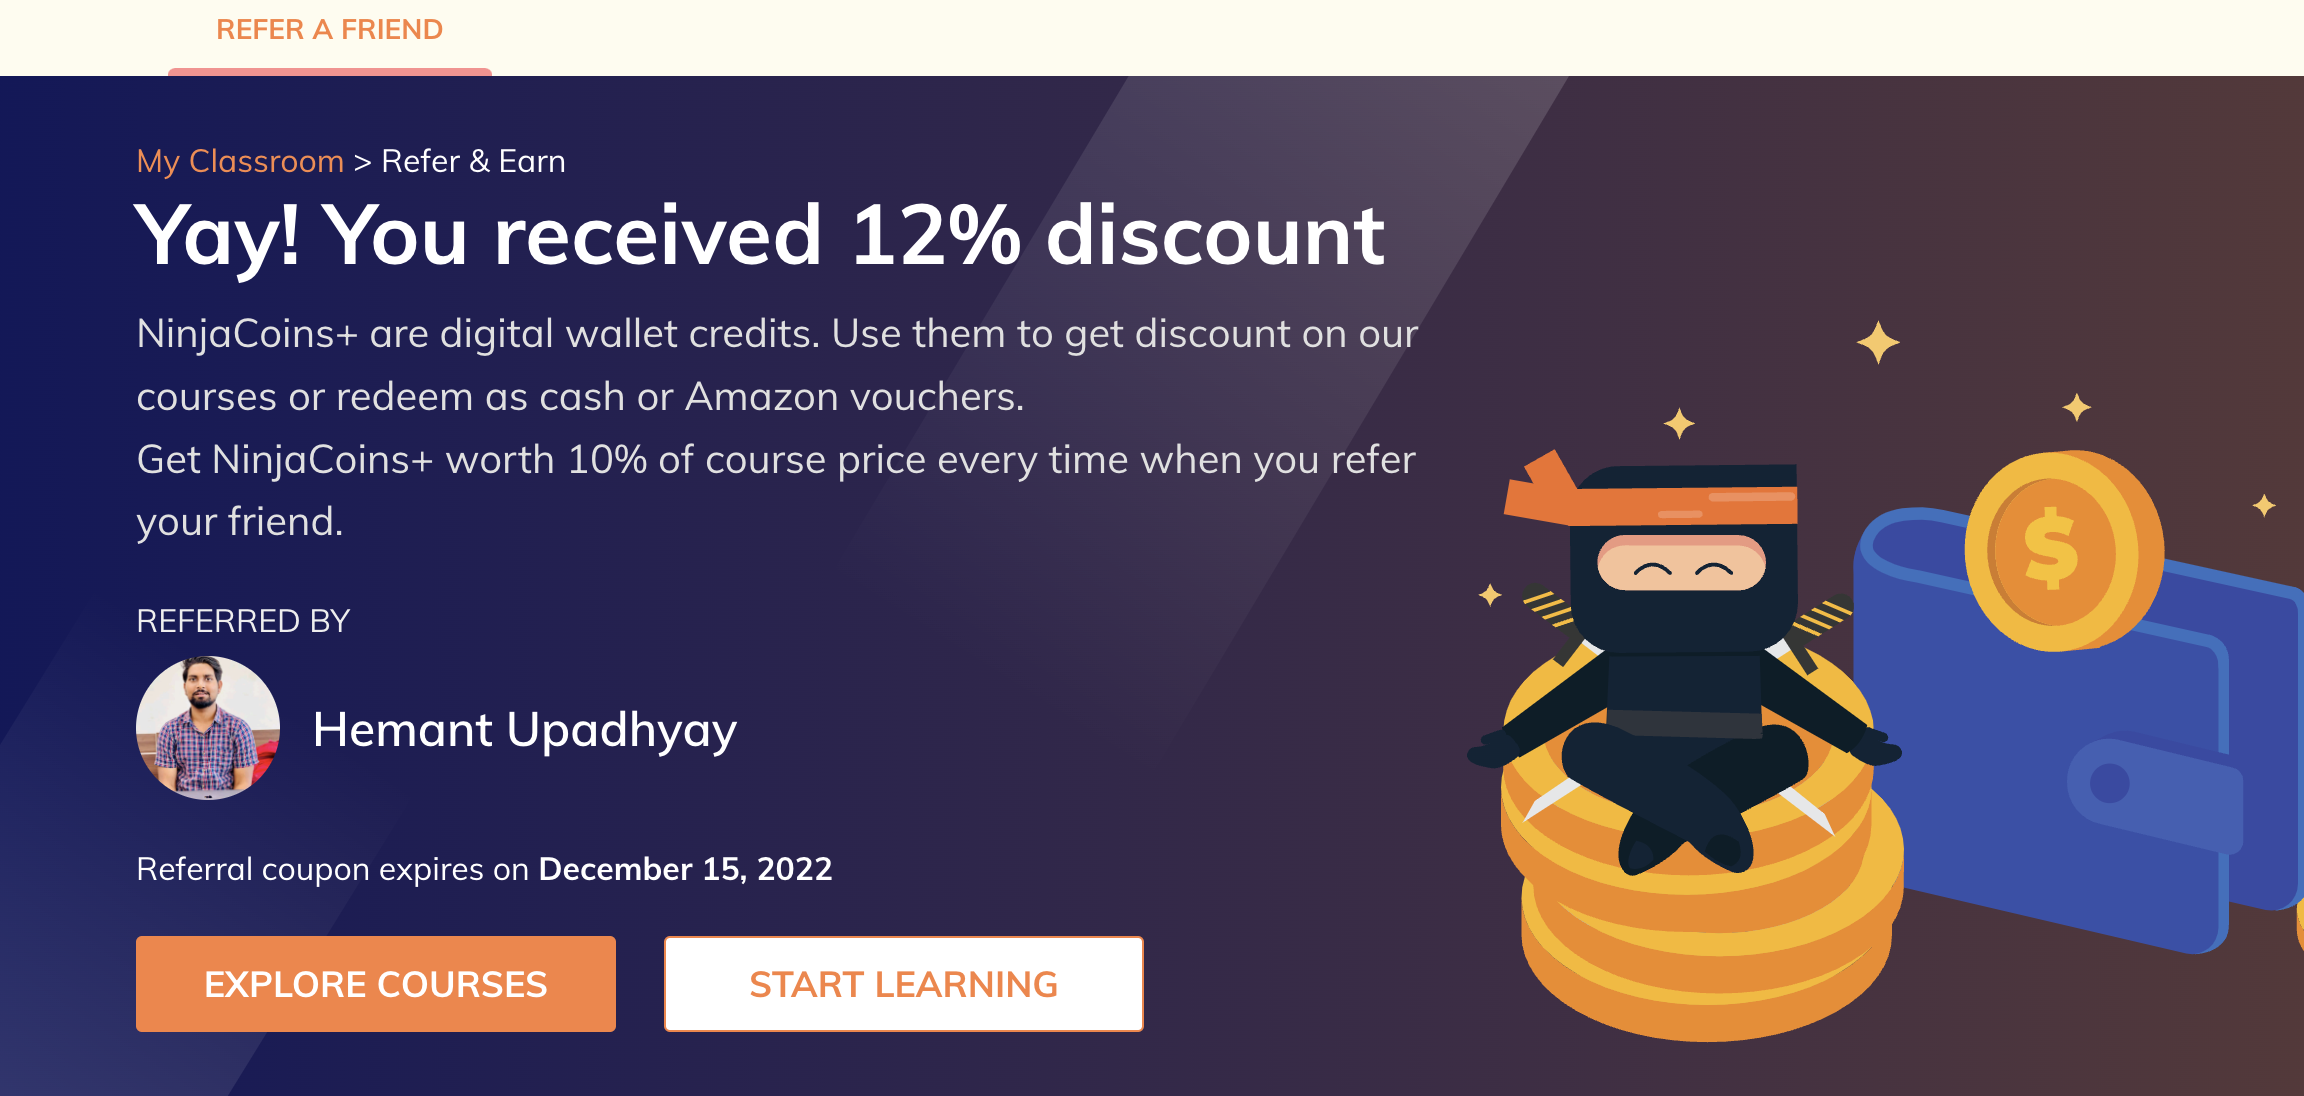 REFER A FRIEND
My Classroom > Refer & Earn
Yay! You received 12% discount
NinjaCoins+ are digital wallet credits. Use them to get discount on our
courses or redeem as cash or Amazon vouchers.
Get NinjaCoins+ worth 10% of course price every time when you refer
your friend.
REFERRED BY
Hemant Upadhyay
Referral coupon expires on December 15, 2022
EXPLORE COURSES
START LEARNING
$